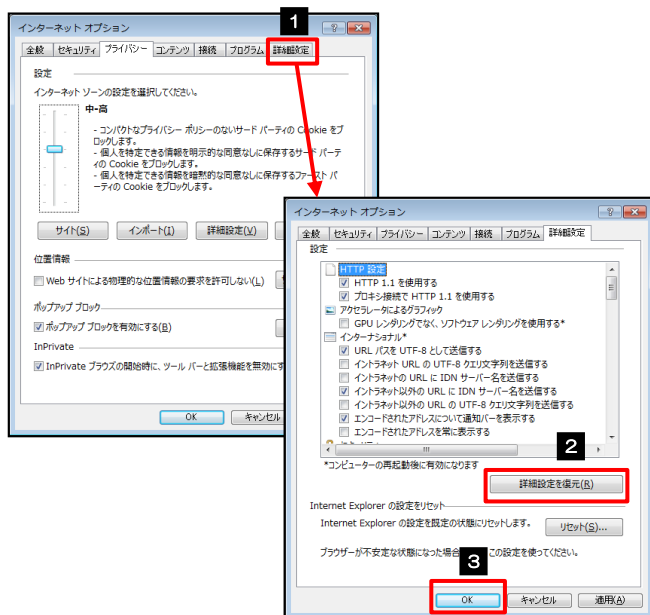 1
インターネット オプション
全般 セキュリティ プライバシー コンテンツ 接続 プログラム 詳細設定
設定
インターネット ゾーンの設定を選択してください。
中-高
- コンパクトなプライバシー ポリシーのないサード パーティの Cookie をブ
ロックします。
- 個人を特定できる情報を明示的な同意なしに保存するサード パーテ
ィの Cookie をブロックします。
- 個人を特定できる情報を暗黙的な同意なしに保存するファースト パ
ーティの Cookie をブロックします。
サイト(S) インポート(I) 詳細設定(V)
位置情報
Web サイトによる物理的な位置情報の要求を許可しない(L)
ポップアップ ブロック
ポップアップ ブロックを有効にする(B)
InPrivate
InPrivate ブラウズの開始時に、ツール バーと拡張機能を無効にす
OK キャンセル
インターネット オプション
全般 セキュリティ プライバシー コンテンツ 接続 プログラム 詳細設定
設定
HTTP 設定
HTTP 1.1 を使用する
プロキシ接続で HTTP 1.1 を使用する
アクセラレータによるグラフィック
GPU レンダリングでなく、ソフトウェア レンダリングを使用する*
インターナショナル*
URL パスを UTF-8 として送信する
イントラネット URL の UTF-8 クエリ文字列を送信する
イントラネットの URL に IDN サーバー名を送信する
イントラネット以外の URL に IDN サーバー名を送信する
イントラネット以外の URL の UTF-8 クエリ文字列を送信する
エンコードされたアドレスについて通知バーを表示する
エンコードされたアドレスを常に表示する
2
*コンピューターの再起動後に有効になります
詳細設定を復元(R)
Internet Explorer の設定をリセット
Internet Explorer の設定を既定の状態にリセットします。 リセット(S)...
ブラウザーが不安定な状態になった場合 この設定を使ってください。
3
OK キャンセル 適用(A)